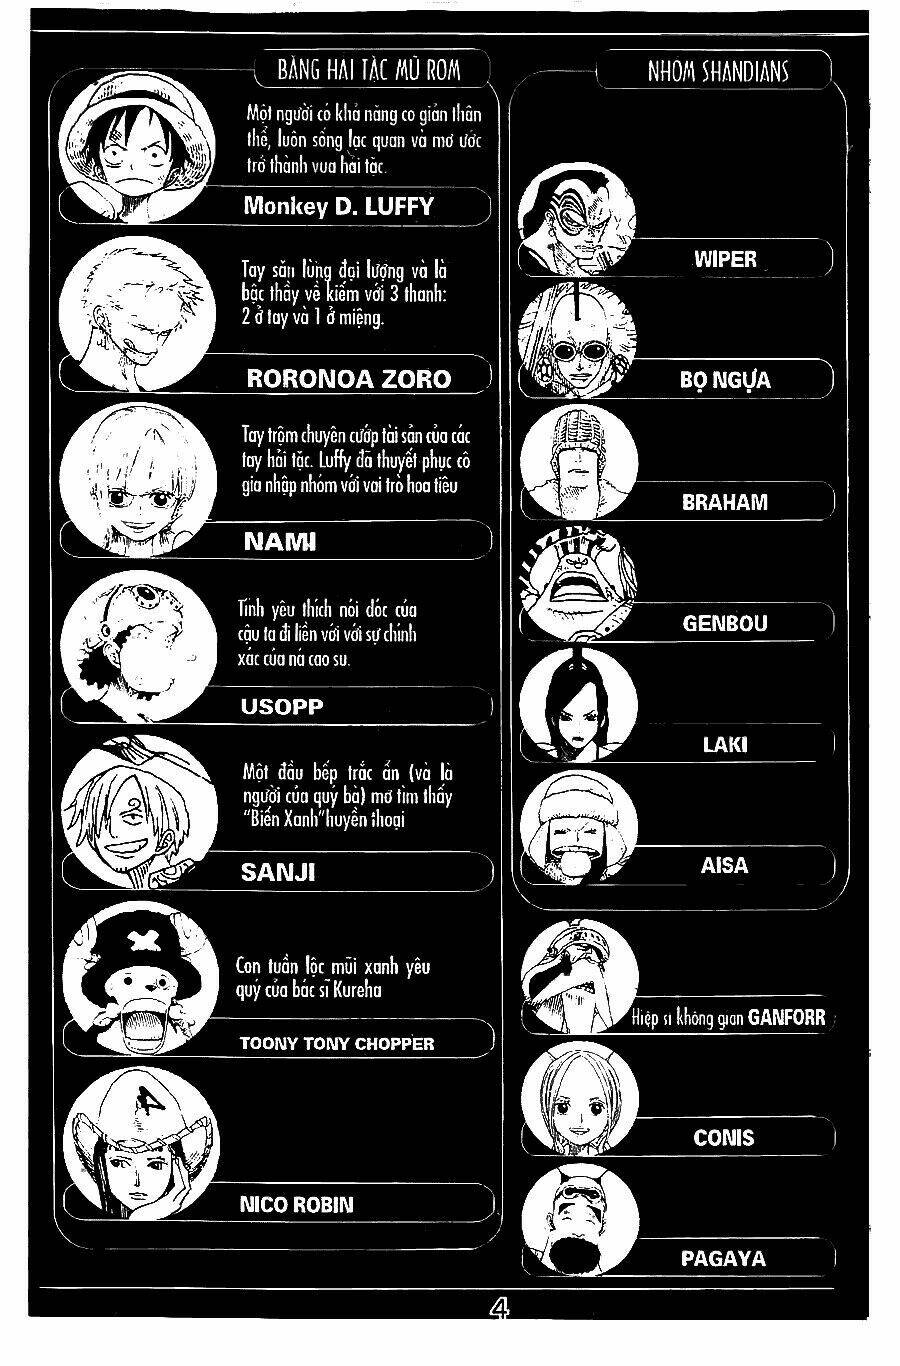 BĂNG HẢI TẶC MŨ RƠM
Một người có khả năng co giãn thân
thể, luôn sống lạc quan và mơ ước
trở thành vua hải tặc.
Monkey D. LUFFY
Tay săn lùng đại lượng và là
bậc thầy về kiếm với 3 thanh:
2 ở tay và 1 ở miệng.
RORONOA ZORO
Tay trộm chuyên cướp tài sản của các
tay hải tặc. Luffy đã thuyết phục cô
gia nhập nhóm với vai trò hoa tiêu
NAMI
Tính yêu thích nói dóc của
cậu ta đi liền với với sự chính
xác của ná cao su.
USOPP
Một đầu bếp trắc ẩn (và là
người của quý bà) mơ tìm thấy
"Biển Xanh"huyền thoại
SANJI
Con tuần lộc mũi xanh yêu
quý của bác sĩ Kureha
TOONY TONY CHOPPER
NICO ROBIN
NHÓM SHANDIANS
WIPER
BỌ NGỰA
BRAHAM
GENBOU
LAKI
AISA
Hiệp sĩ không gian GANFORR
CONIS
PAGAYA
4